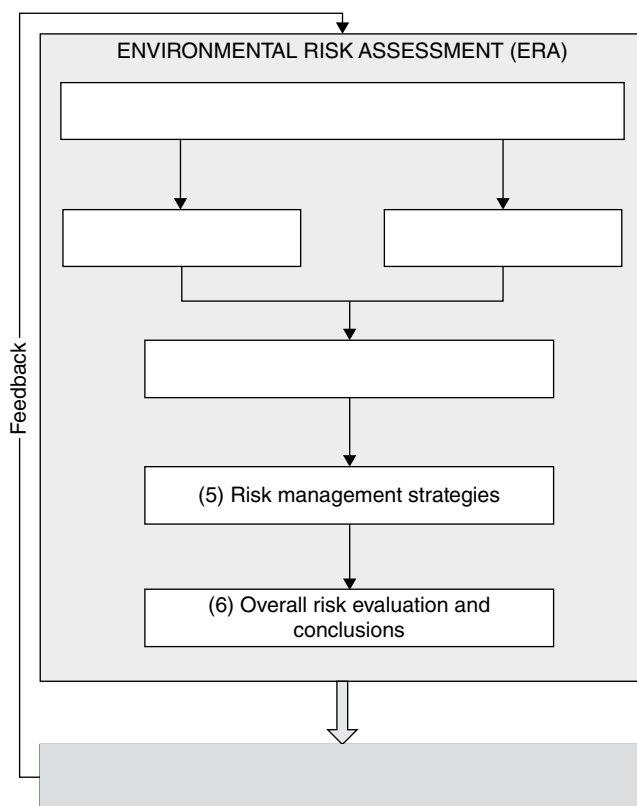 ENVIRONMENTAL RISK ASSESSMENT (ERA)
Feedback
(5) Risk management strategies
(6) Overall risk evaluation and
conclusions